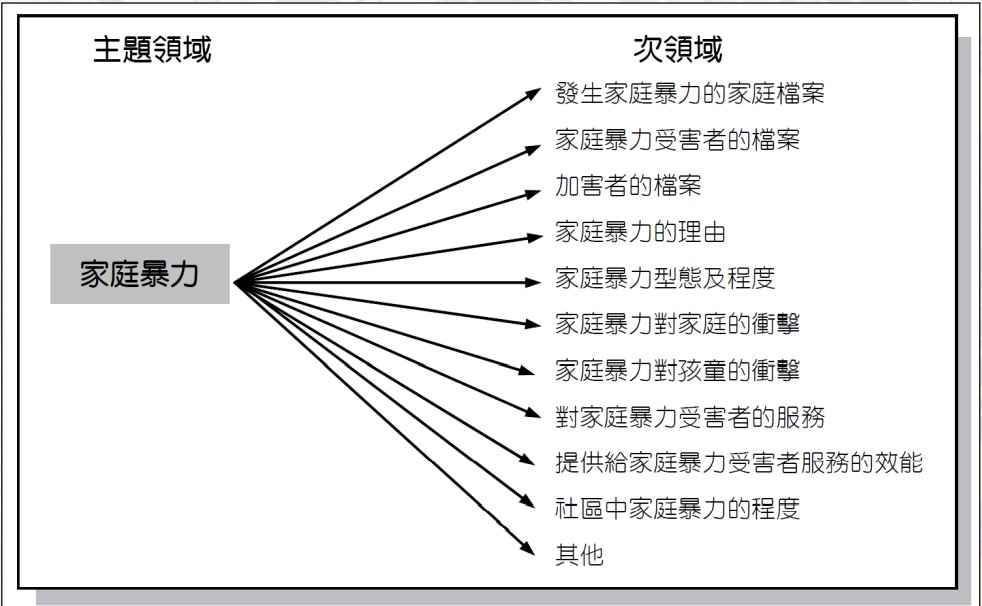 主題領域
次領域
家庭暴力
發生家庭暴力的家庭檔案
家庭暴力受害者的檔案
加害者的檔案
家庭暴力的理由
家庭暴力型態及程度
家庭暴力對家庭的衝擊
家庭暴力對孩童的衝擊
對家庭暴力受害者的服務
提供給家庭暴力受害者服務的效能
社區中家庭暴力的程度
其他